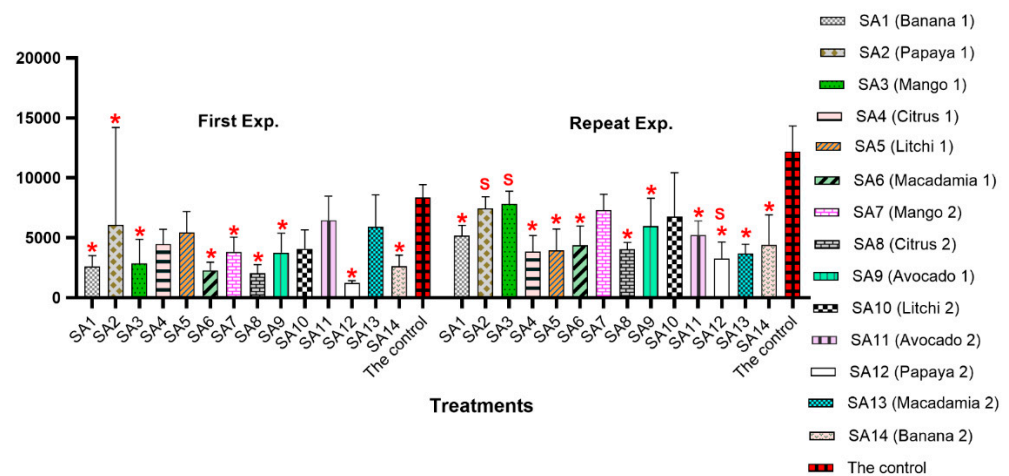 20000
15000
10000
5000
0
First Exp.
Repeat Exp.
*
*
*
*
*
*
*
*
*
*
S
S
*
*
*
*
*
*
S
*
*
*
SA1
SA2
SA3
SA4
SA5
SA6
SA7
SA8
SA9
SA10
SA11
SA12
SA13
SA14
The control
SA1
SA2
SA3
SA4
SA5
SA6
SA7
SA8
SA9
SA10
SA11
SA12
SA13
SA14
The control
Treatments
SA1 (Banana 1)
SA2 (Papaya 1)
SA3 (Mango 1)
SA4 (Citrus 1)
SA5 (Litchi 1)
SA6 (Macadamia 1)
SA7 (Mango 2)
SA8 (Citrus 2)
SA9 (Avocado 1)
SA10 (Litchi 2)
SA11 (Avocado 2)
SA12 (Papaya 2)
SA13 (Macadamia 2)
SA14 (Banana 2)
The control